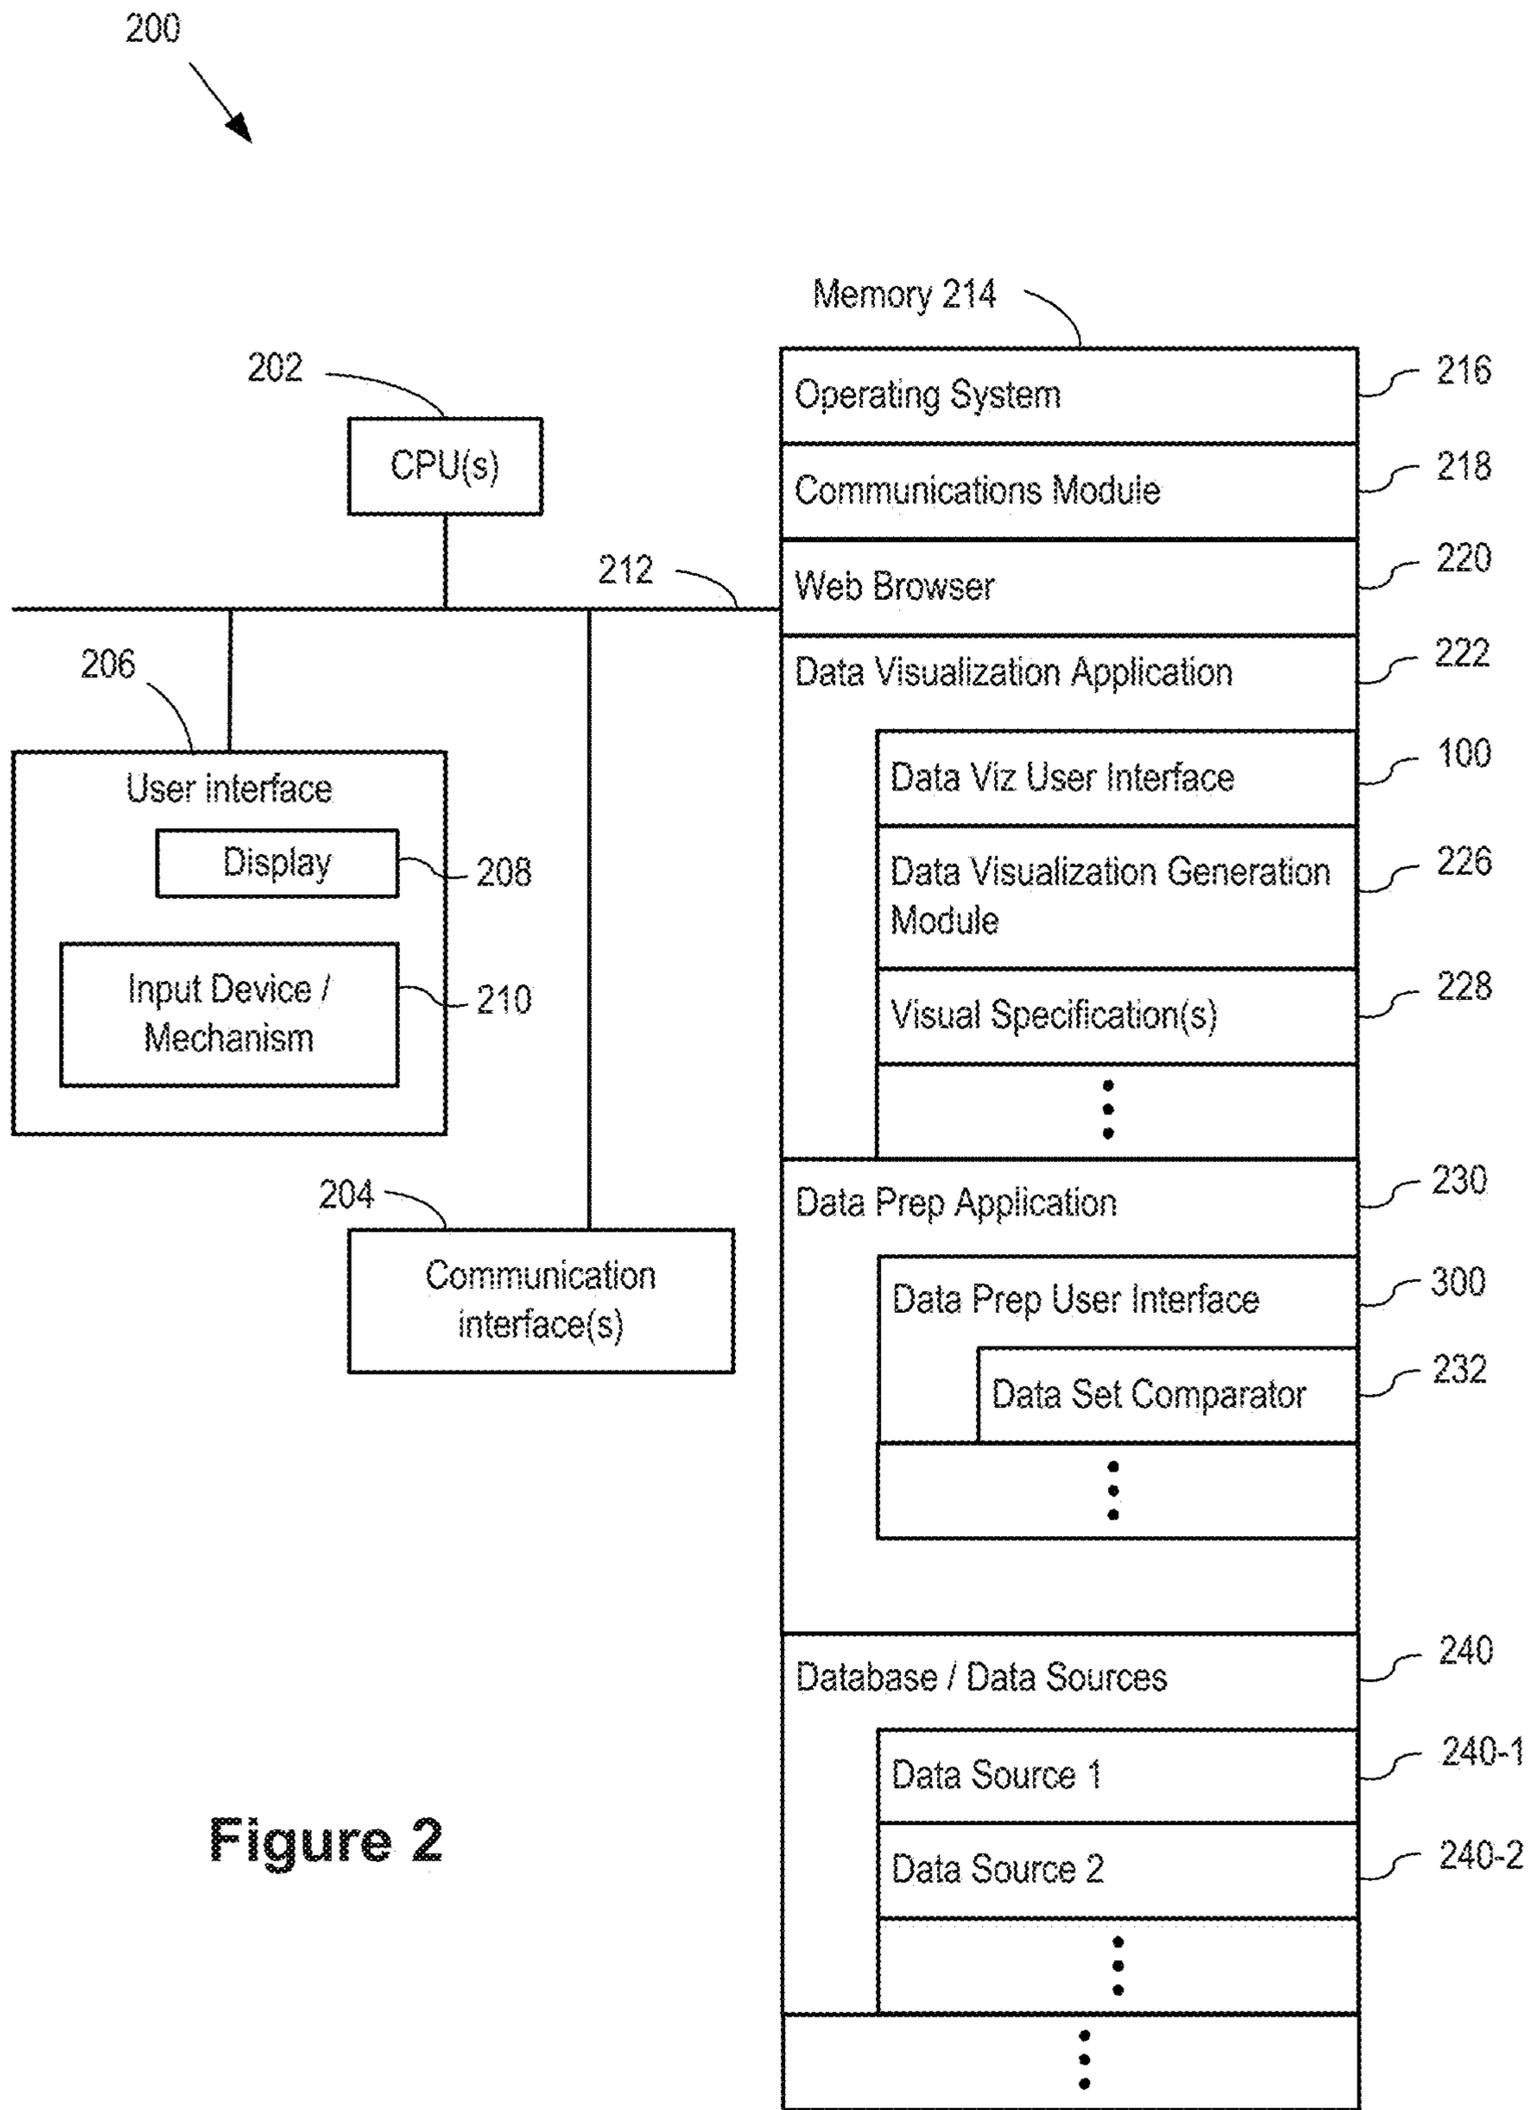 200
Memory 214
202
Operating System
216
CPU(s)
Communications Module
218
212
Web Browser
220
206
Data Visualization Application
222
User interface
Data Viz User Interface
100
Display
208
Data Visualization Generation
Module
226
Input Device /
Mechanism
210
Visual Specification(s)
228
204
Data Prep Application
230
Communication
interface(s)
Data Prep User Interface
300
Data Set Comparator
232
Database / Data Sources
240
Data Source 1
240-1
Figure 2
Data Source 2
240-2